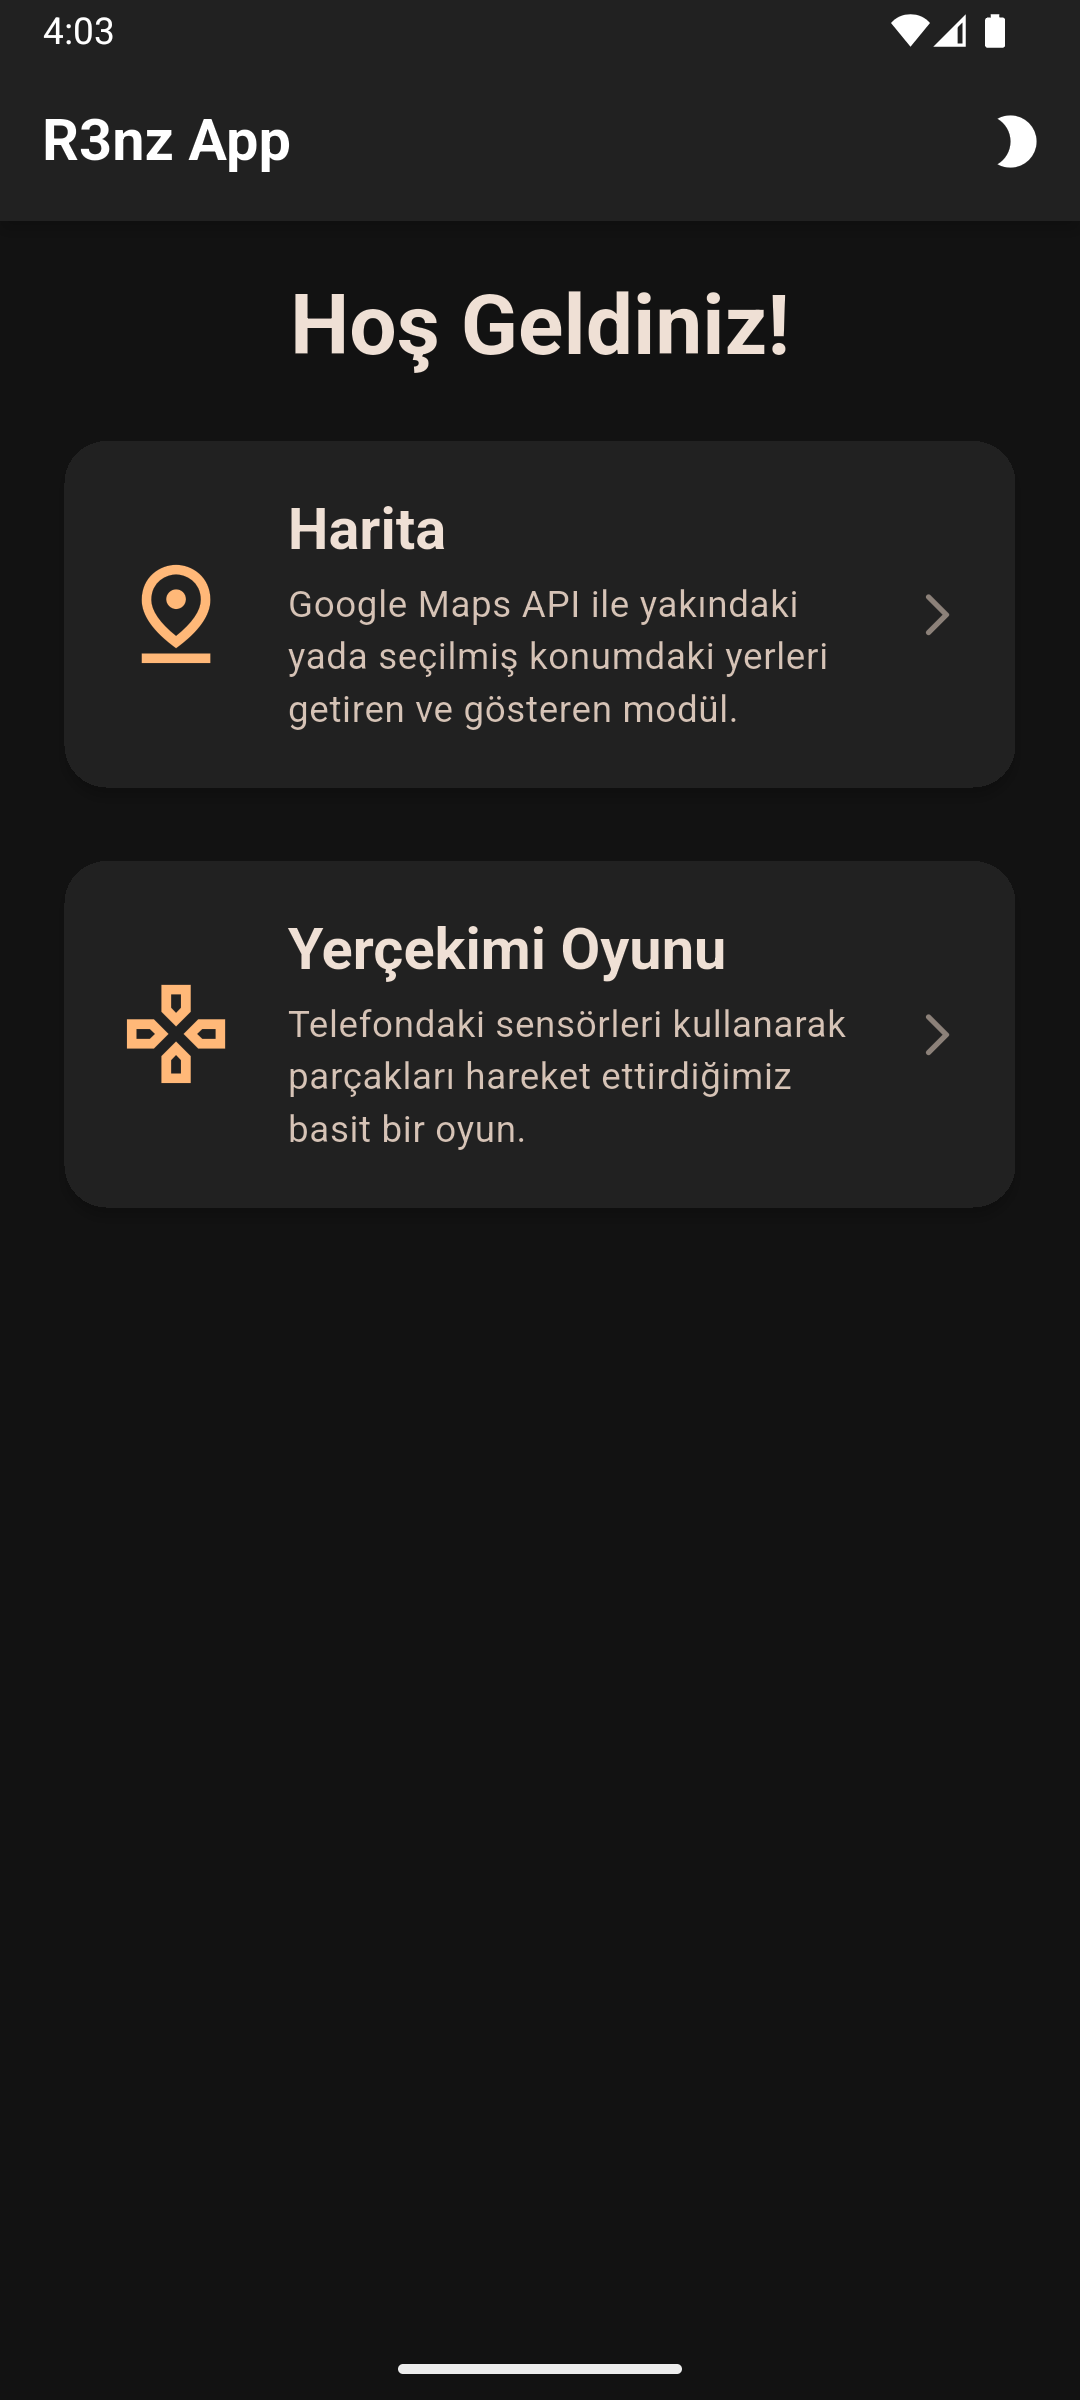 4:03
R3nz App
Hoş Geldiniz!
Harita
Google Maps API ile yakındaki
yada seçilmiş konumdaki yerleri
getiren ve gösteren modül.
Yerçekimi Oyunu
Telefondaki sensörleri kullanarak
parçakları hareket ettirdiğimiz
basit bir oyun.